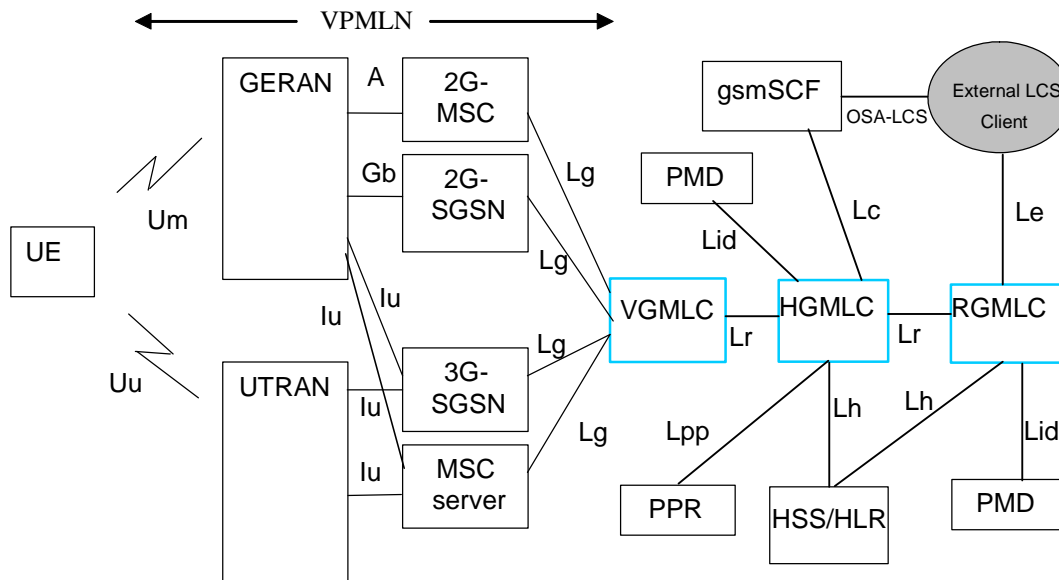 VPMLN
GERAN
A
2G-
MSC
gsmSCF
External LCS
Client
OSA-LCS
Gb
2G-
SGSN
Lg
PMD
Um
Lc
Le
UE
Lid
Lg
Iu
Iu
VGMLC
HGMLC
RGMLC
Lr
Lr
Lg
Uu
UTRAN
3G-
SGSN
Iu
Lg
Lpp
Lh
Lh
Lid
Iu
MSC
server
PPR
HSS/HLR
PMD